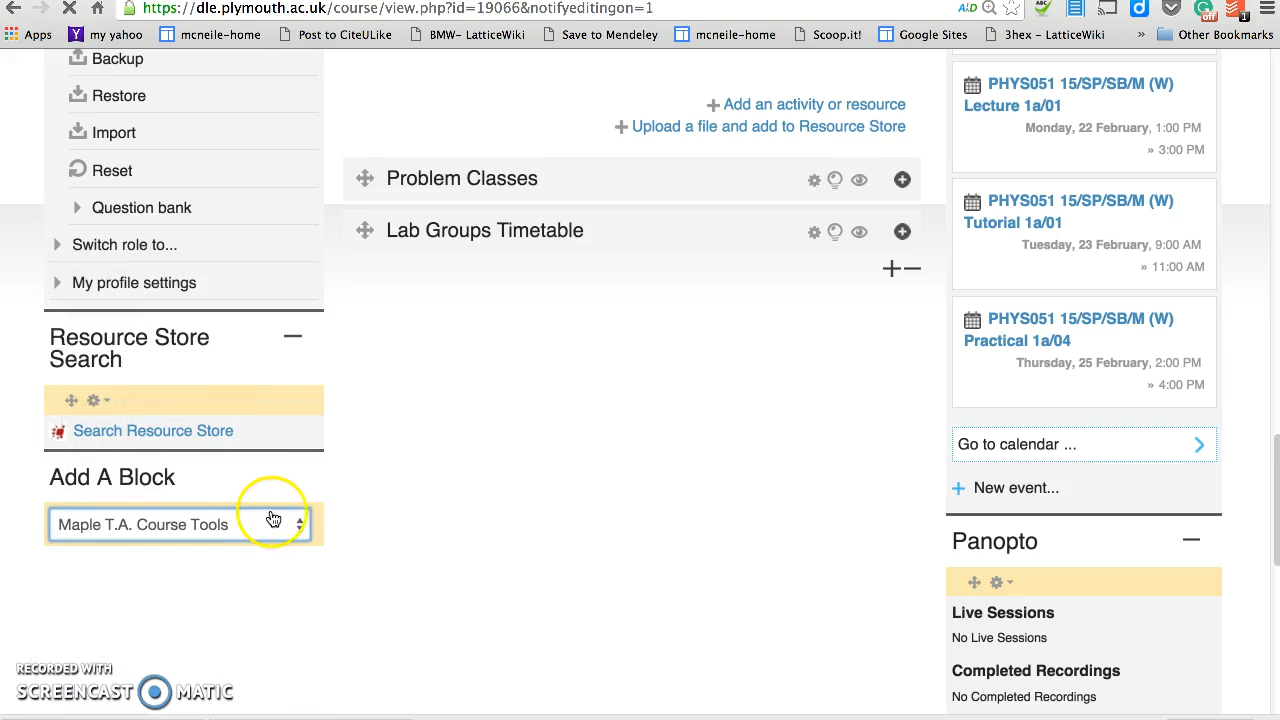 https://dle.plymouth.ac.uk/course/view.php?id=19066&notifyeditingon=1
Apps
my yahoo
mcneile-home
Post to CiteULike
BMW- LatticeWiki
Save to Mendeley
mcneile-home
Scoop.it!
Google Sites
3hex - LatticeWiki
»
Other Bookmarks
off
1
Backup
Restore
Import
Reset
Question bank
Switch role to...
My profile settings
Resource Store
Search
Search Resource Store
Add A Block
Maple T.A. Course Tools
Add an activity or resource
Upload a file and add to Resource Store
Problem Classes
Lab Groups Timetable
PHYS051 15/SP/SB/M (W)
Lecture 1a/01
Monday, 22 February, 1:00 PM
» 3:00 PM
PHYS051 15/SP/SB/M (W)
Tutorial 1a/01
Tuesday, 23 February, 9:00 AM
» 11:00 AM
PHYS051 15/SP/SB/M (W)
Practical 1a/04
Thursday, 25 February, 2:00 PM
» 4:00 PM
Go to calendar ...
New event...
Panopto
Live Sessions
No Live Sessions
Completed Recordings
No Completed Recordings
RECORDED WITH
SCREENCAST MATIC